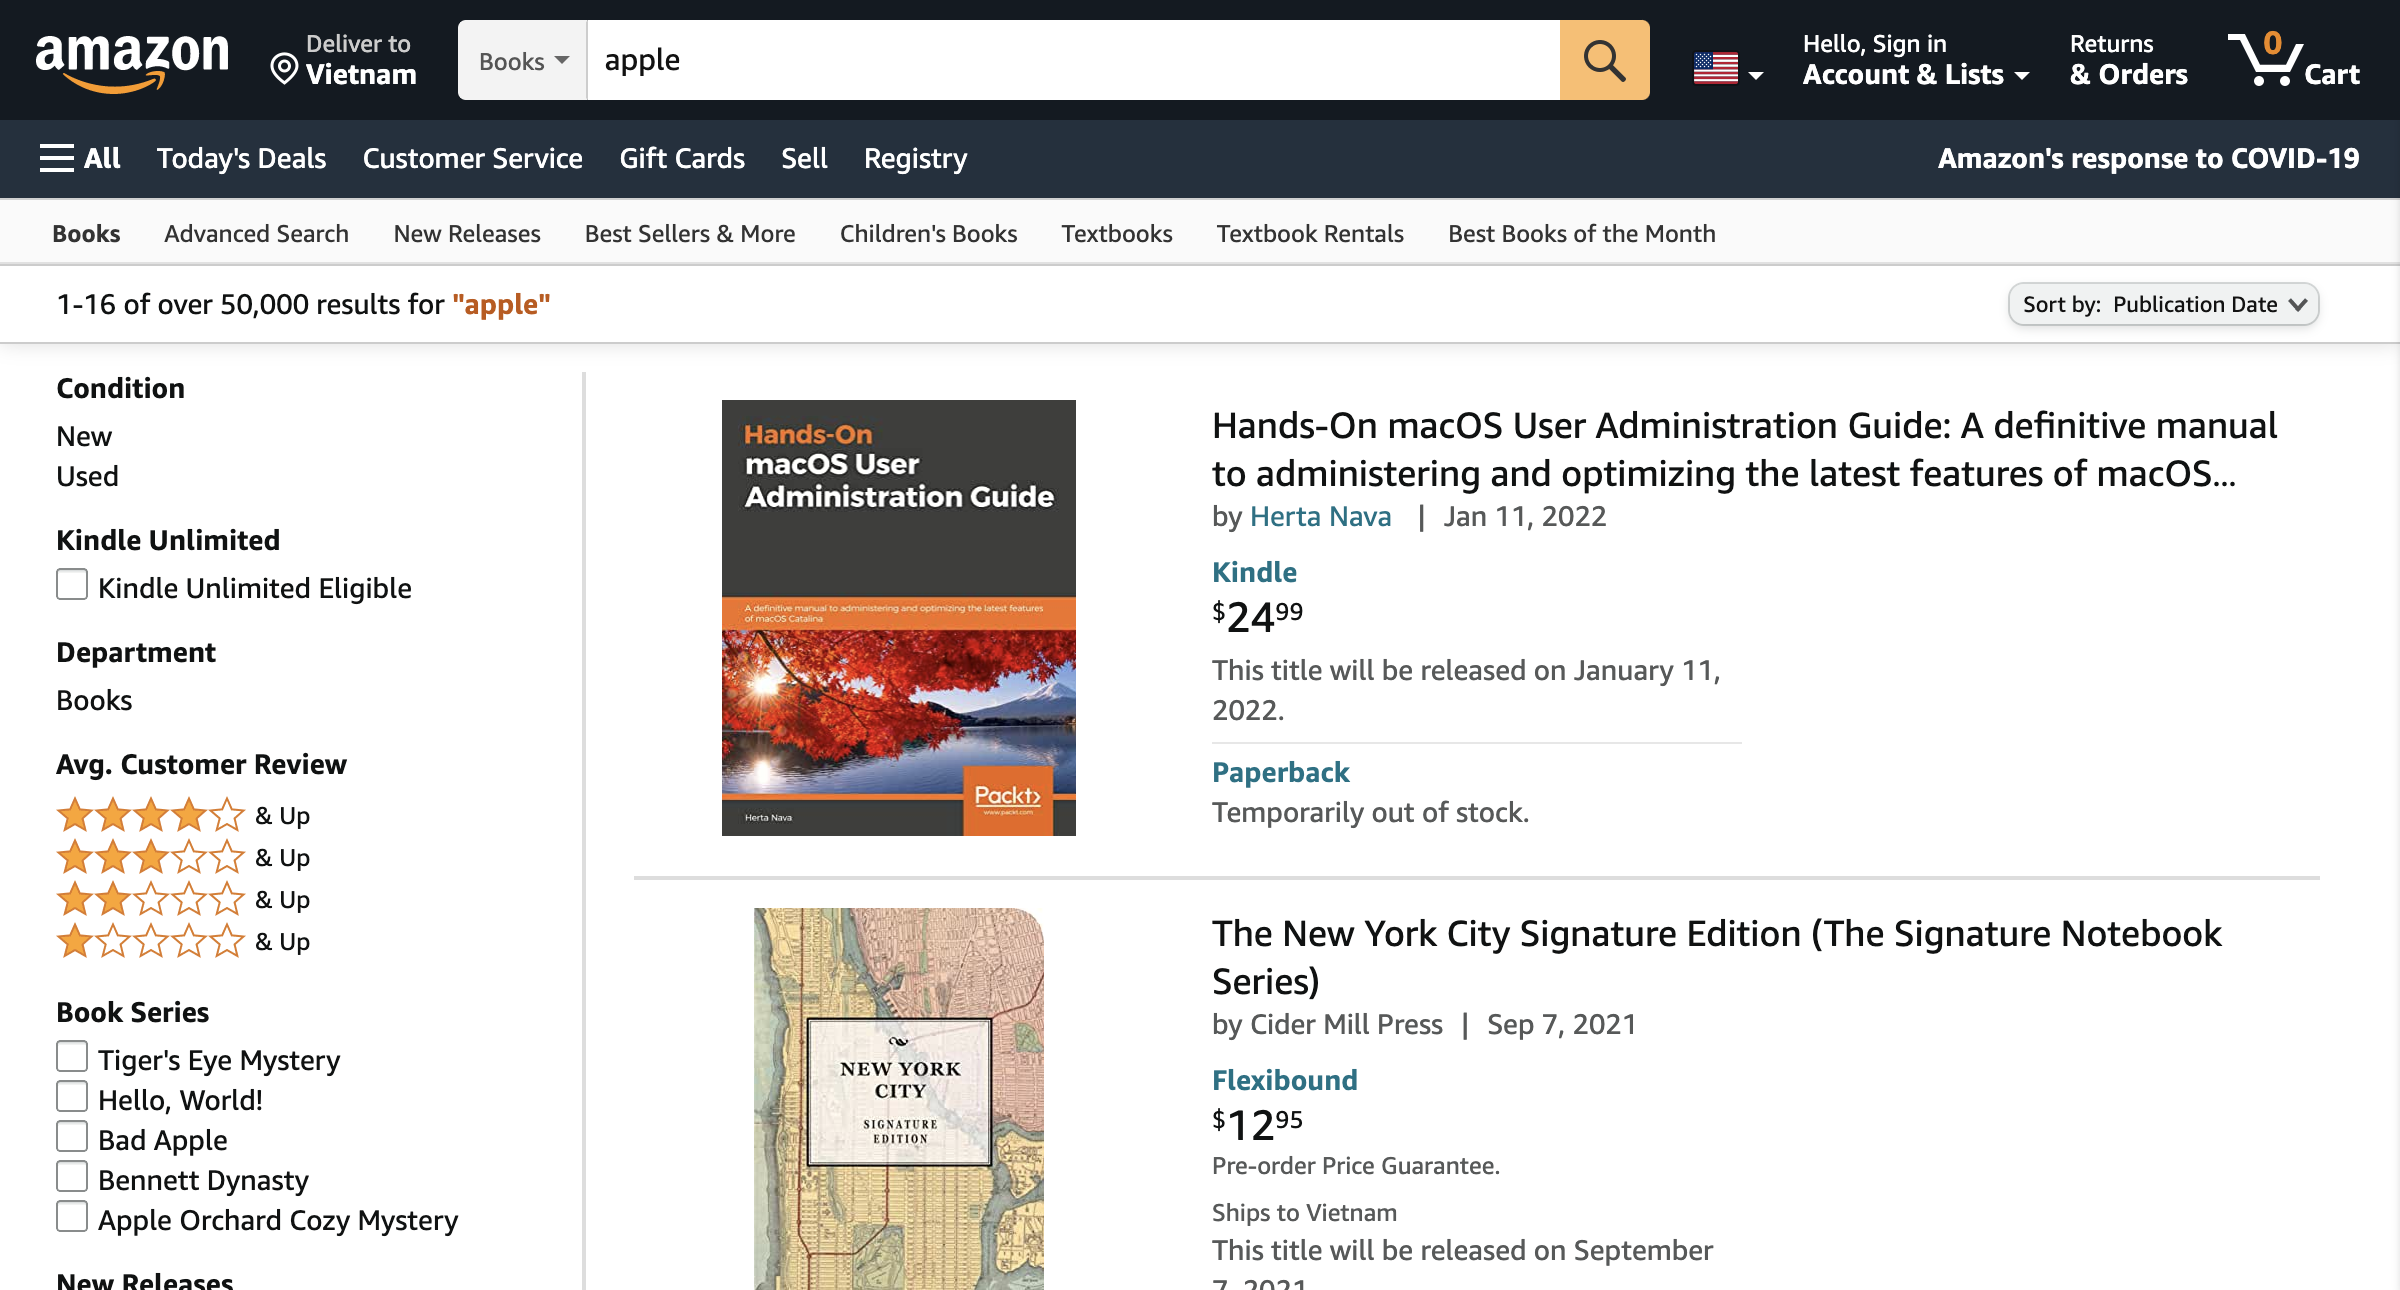 amazon
Deliver to
Vietnam
Books
apple
Hello, Sign in
Account & Lists
Returns
& Orders
0
Cart
All
Today's Deals
Customer Service
Gift Cards
Sell
Registry
Amazon's response to COVID-19
Books
Advanced Search
New Releases
Best Sellers & More
Children's Books
Textbooks
Textbook Rentals
Best Books of the Month
1-16 of over 50,000 results for "apple"
Sort by: Publication Date
Condition
New
Used
Kindle Unlimited
Kindle Unlimited Eligible
Department
Books
Avg. Customer Review
& Up
& Up
& Up
& Up
Book Series
Tiger's Eye Mystery
Hello, World!
Bad Apple
Bennett Dynasty
Apple Orchard Cozy Mystery
New Releases
Hands-On
macOS User
Administration Guide
A definitive manual to administering and optimizing the latest features
of macOS Catalina
Packt>
www.packt.com
Herta Nava
Hands-On macOS User Administration Guide: A definitive manual
to administering and optimizing the latest features of macOS...
by Herta Nava | Jan 11, 2022
Kindle
$24 99
This title will be released on January 11,
2022.
Paperback
Temporarily out of stock.
NEW YORK
CITY
SIGNATURE
EDITION
The New York City Signature Edition (The Signature Notebook
Series)
by Cider Mill Press | Sep 7, 2021
Flexibound
$12 95
Pre-order Price Guarantee.
Ships to Vietnam
This title will be released on September
7, 2021